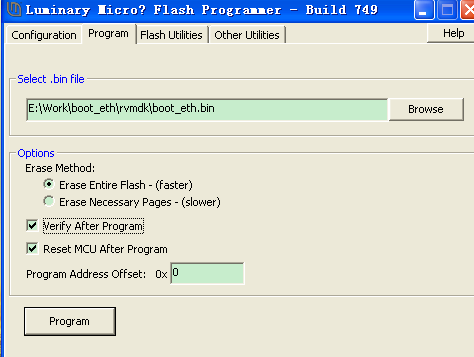 Luminary Micro? Flash Programmer - Build 749
Configuration Program Flash Utilities Other Utilities Help
Select .bin file
E:\Work\boot_eth\rvmdk\boot_eth.bin Browse
Options
Erase Method:
Erase Entire Flash - (faster)
Erase Necessary Pages - (slower)
Verify After Program
Reset MCU After Program
Program Address Offset: 0x 0
Program